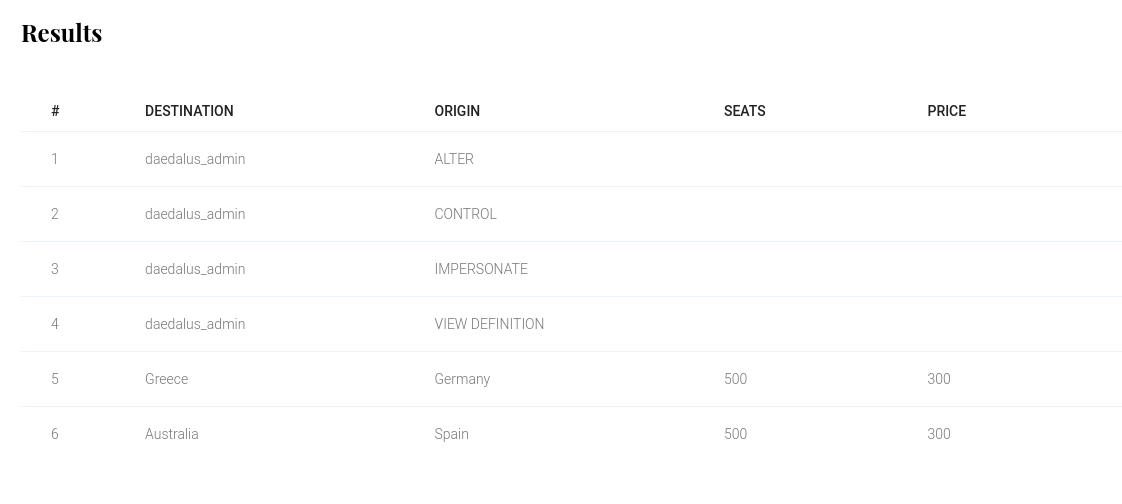 Results
# DESTINATION ORIGIN SEATS PRICE
1 daedalus_admin ALTER
2 daedalus_admin CONTROL
3 daedalus_admin IMPERSONATE
4 daedalus_admin VIEW DEFINITION
5 Greece Germany 500 300
6 Australia Spain 500 300